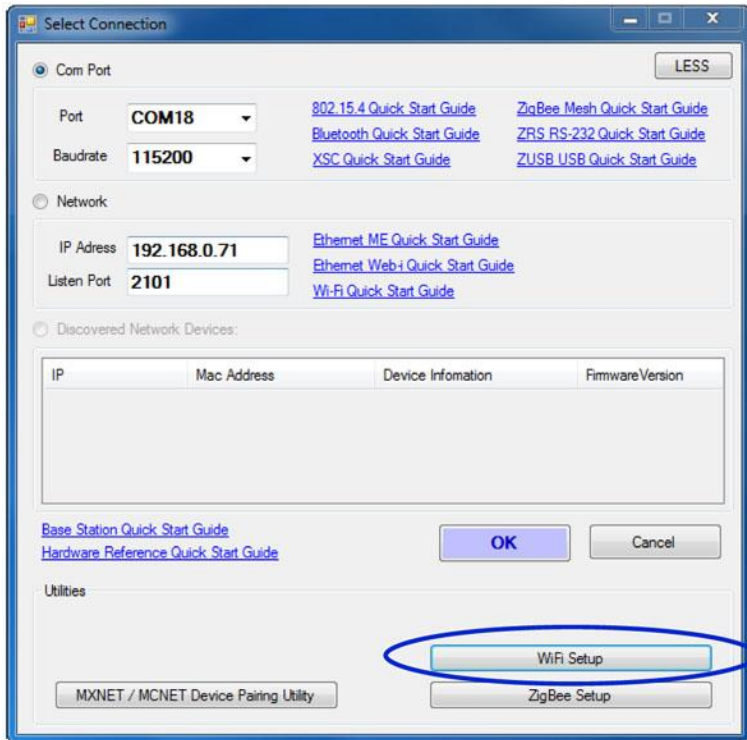 Select Connection
Com Port
LESS
Port COM18
802.15.4 Quick Start Guide ZigBee Mesh Quick Start Guide
Bluetooth Quick Start Guide ZRS RS-232 Quick Start Guide
Baudrate 115200
XSC Quick Start Guide ZUSB USB Quick Start Guide
Network
IP Adress 192.168.0.71
Ethernet ME Quick Start Guide
Ethernet Web-i Quick Start Guide
Listen Port 2101
Wi-Fi Quick Start Guide
Discovered Network Devices:
IP Mac Address Device Infomation FirmwareVersion
Base Station Quick Start Guide
Hardware Reference Quick Start Guide
OK Cancel
Utilities
WiFi Setup
MXNET / MCNET Device Pairing Utility ZigBee Setup